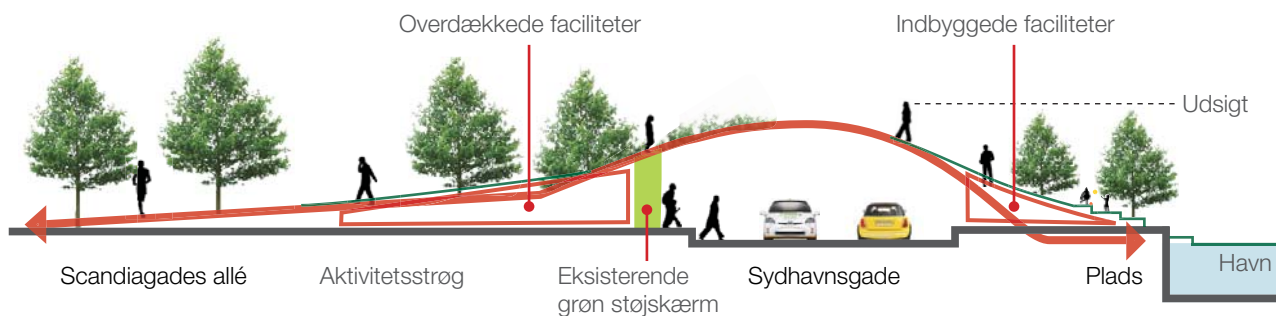 Overdækkede faciliteter
Indbyggede faciliteter
Udsigt
Scandiagades allé
Aktivitetsstrøg
Eksisterende
grøn støjskærm
Sydhavnsgade
Plads
Havn